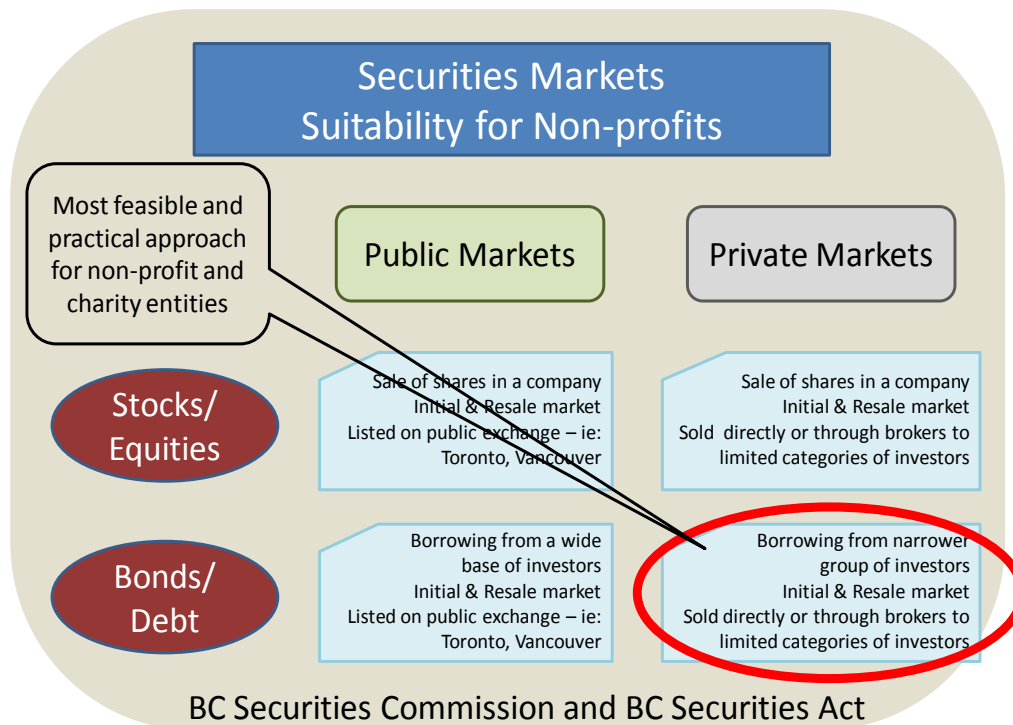 Securities Markets
Suitability for Non-profits
Most feasible and
practical approach
for non-profit and
charity entities
Public Markets
Private Markets
Stocks/
Equities
Sale of shares in a company
Initial & Resale market
Listed on public exchange – ie:
Toronto, Vancouver
Sale of shares in a company
Initial & Resale market
Sold directly or through brokers to
limited categories of investors
Bonds/
Debt
Borrowing from a wide
base of investors
Initial & Resale market
Listed on public exchange – ie:
Toronto, Vancouver
Borrowing from narrower
group of investors
Initial & Resale market
Sold directly or through brokers to
limited categories of investors
BC Securities Commission and BC Securities Act